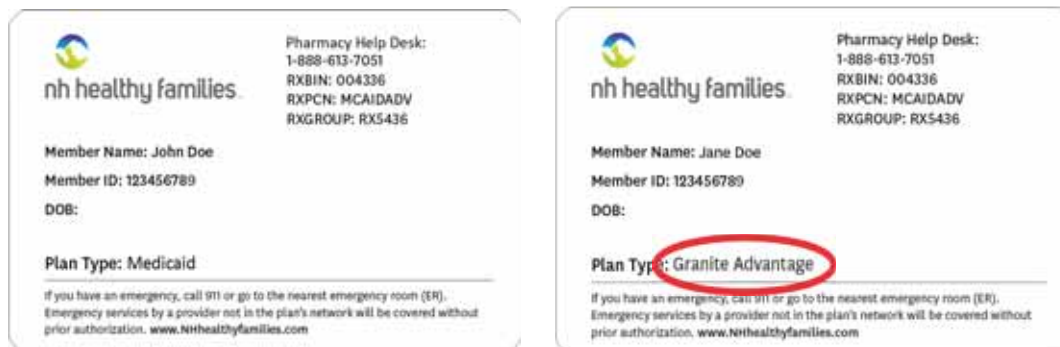 nh healthy families
Pharmacy Help Desk:
1-888-613-7051
RXBIN: 004336
RXPCN: MCAIDADV
RXGROUP: RX5436
Member Name: John Doe
Member ID: 123456789
DOB:
Plan Type: Medicaid
If you have an emergency, call 911 or go to the nearest emergency room (ER).
Emergency services by a provider not in the plan's network will be covered without
prior authorization. www.NHhealthyfamilies.com
nh healthy families
Pharmacy Help Desk:
1-888-613-7051
RXBIN: 004336
RXPCN: MCAIDADV
RXGROUP: RX5436
Member Name: Jane Doe
Member ID: 123456789
DOB:
Plan Type: Granite Advantage
If you have an emergency, call 911 or go to the nearest emergency room (ER).
Emergency services by a provider not in the plan's network will be covered without
prior authorization. www.NHhealthyfamilies.com